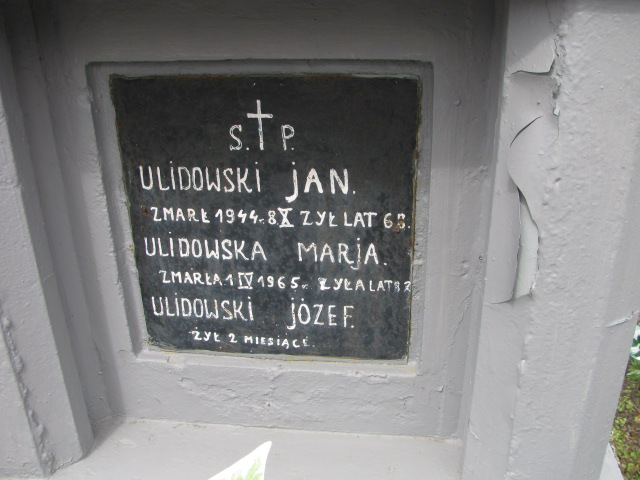 S. P.
ULIDOWSKI JAN.
ZMARŁ 1944. 8 X ŻYŁ LAT
ULIDOWSKA MARJA.
ZMARŁA 1 IV 1965. ŻYŁA LAT 82
ULIDOWSKI JÓZEF.
ŻYŁ 2 MIESIĄCE.